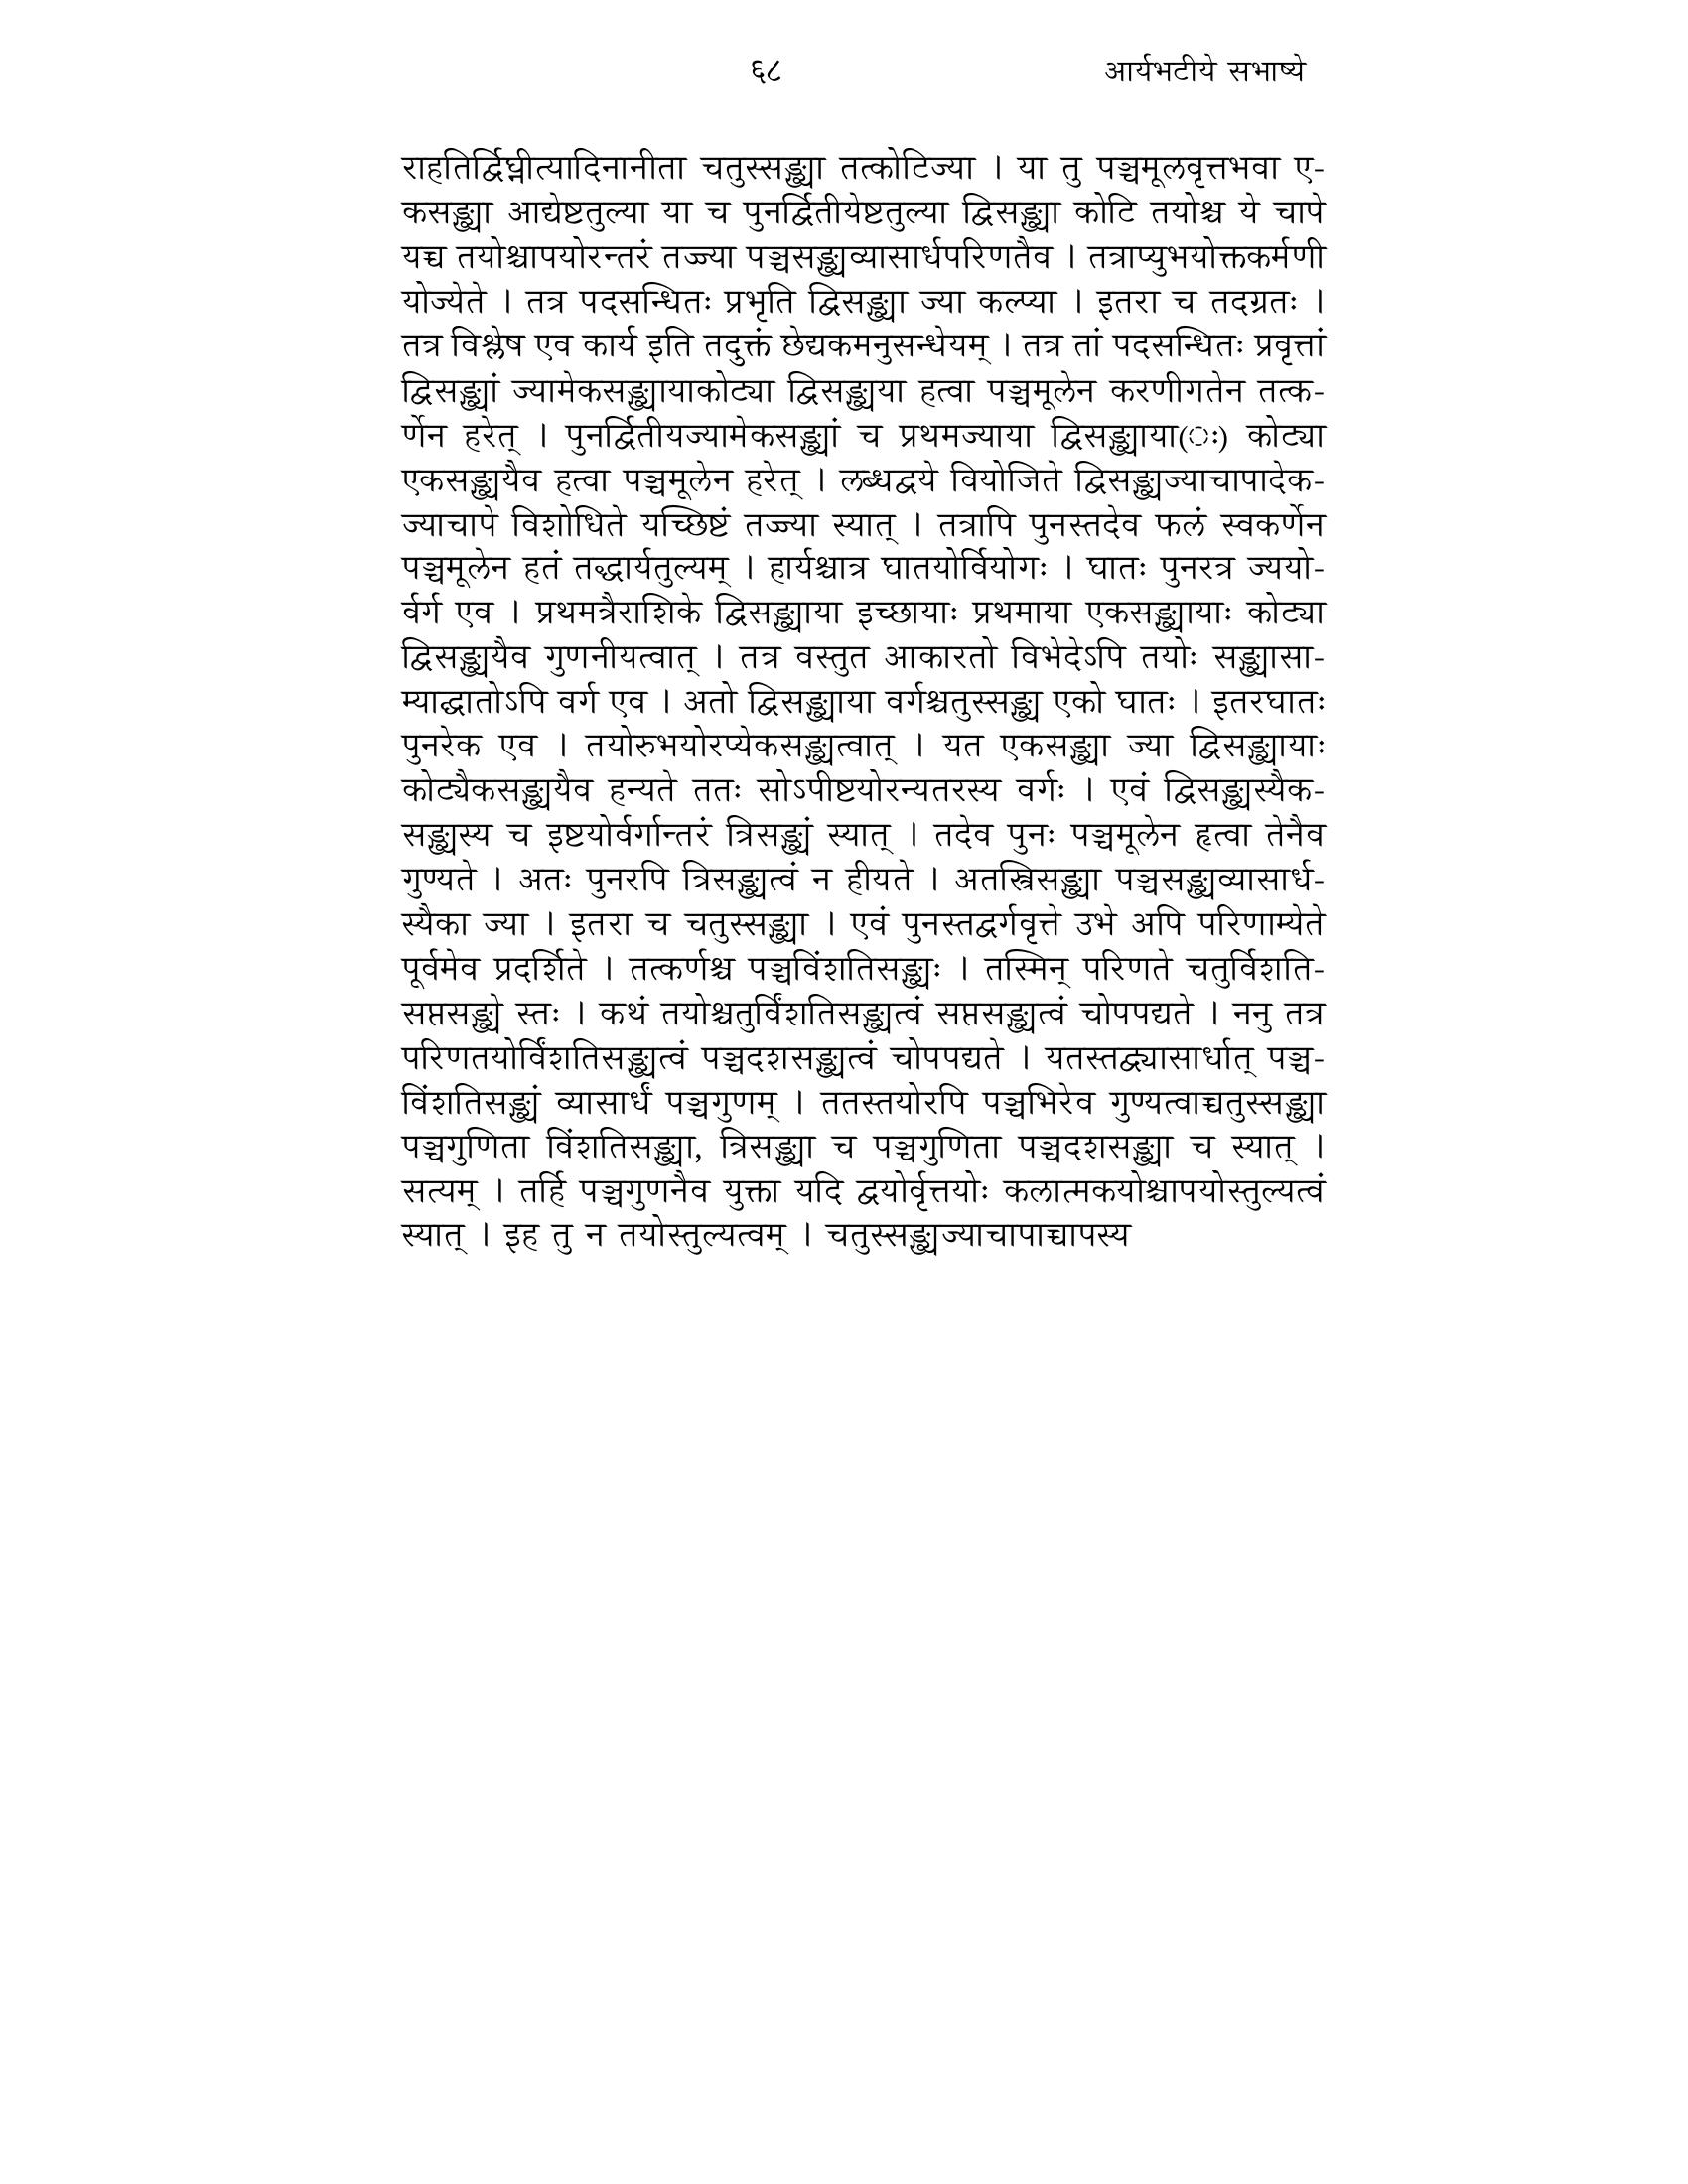 ६८ आर्यभटीये सभाष्ये
राहतिर्द्विघ्नीत्यादिनानीता चतुस्सङ्ख्या तत्कोटिज्या । या तु पञ्चमूलवृत्तभवा ए-
कसङ्ख्या आद्येष्टतुल्या या च पुनर्द्वितीयेष्टतुल्या द्विसङ्ख्या कोटि तयोश्च ये चापे
यच्च तयोश्चापयोरन्तरं तज्ज्या पञ्चसङ्ख्यव्यासार्धपरिणतैव । तत्राप्युभयोक्तकर्मणी
योज्येते । तत्र पदसन्धितः प्रभृति द्विसङ्ख्या ज्या कल्प्या । इतरा च तदग्रतः ।
तत्र विश्लेष एव कार्य इति तदुक्तं छेद्यकमनुसन्धेयम् । तत्र तां पदसन्धितः प्रवृत्तां
द्विसङ्ख्यां ज्यामेकसङ्ख्यायाकोट्या द्विसङ्ख्यया हत्वा पञ्चमूलेन करणीगतेन तत्क-
र्णेन हरेत् । पुनर्द्वितीयज्यामेकसङ्ख्यां च प्रथमज्याया द्विसङ्ख्याया(ः) कोट्या
एकसङ्ख्ययैव हत्वा पञ्चमूलेन हरेत् । लब्धद्वये वियोजिते द्विसङ्ख्यज्याचापादेक-
ज्याचापे विशोधिते यच्छिष्टं तज्ज्या स्यात् । तत्रापि पुनस्तदेव फलं स्वकर्णेन
पञ्चमूलेन हतं तद्धार्यतुल्यम् । हार्यश्चात्र घातयोर्वियोगः । घातः पुनरत्र ज्ययो-
र्वर्ग एव । प्रथमत्रैराशिके द्विसङ्ख्याया इच्छायाः प्रथमाया एकसङ्ख्यायाः कोट्या
द्विसङ्ख्ययैव गुणनीयत्वात् । तत्र वस्तुत आकारतो विभेदेऽपि तयोः सङ्ख्यासा-
म्याद्घातोऽपि वर्ग एव । अतो द्विसङ्ख्याया वर्गश्चतुस्सङ्ख्य एको घातः । इतरघातः
पुनरेक एव । तयोरुभयोरप्येकसङ्ख्यत्वात् । यत एकसङ्ख्या ज्या द्विसङ्ख्यायाः
कोट्यैकसङ्ख्ययैव हन्यते ततः सोऽपीष्टयोरन्यतरस्य वर्गः । एवं द्विसङ्ख्यस्यैक-
सङ्ख्यस्य च इष्टयोर्वर्गान्तरं त्रिसङ्ख्यं स्यात् । तदेव पुनः पञ्चमूलेन हृत्वा तेनैव
गुण्यते । अतः पुनरपि त्रिसङ्ख्यत्वं न हीयते । अतस्त्रिसङ्ख्या पञ्चसङ्ख्यव्यासार्ध-
स्यैका ज्या । इतरा च चतुस्सङ्ख्या । एवं पुनस्तद्वर्गवृत्ते उभे अपि परिणाम्येते
पूर्वमेव प्रदर्शिते । तत्कर्णश्च पञ्चविंशतिसङ्ख्यः । तस्मिन् परिणते चतुर्विशति-
सप्तसङ्ख्ये स्तः । कथं तयोश्चतुर्विंशतिसङ्ख्यत्वं सप्तसङ्ख्यत्वं चोपपद्यते । ननु तत्र
परिणतयोर्विंशतिसङ्ख्यत्वं पञ्चदशसङ्ख्यत्वं चोपपद्यते । यतस्तद्व्यासार्धात् पञ्च-
विंशतिसङ्ख्यं व्यासार्धं पञ्चगुणम् । ततस्तयोरपि पञ्चभिरेव गुण्यत्वाच्चतुस्सङ्ख्या
पञ्चगुणिता विंशतिसङ्ख्या, त्रिसङ्ख्या च पञ्चगुणिता पञ्चदशसङ्ख्या च स्यात् ।
सत्यम् । तर्हि पञ्चगुणनैव युक्ता यदि द्वयोर्वृत्तयोः कलात्मकयोश्चापयोस्तुल्यत्वं
स्यात् । इह तु न तयोस्तुल्यत्वम् । चतुस्सङ्ख्यज्याचापाच्चापस्य